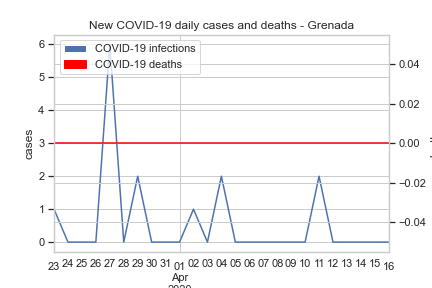 New COVID-19 daily cases and deaths - Grenada
COVID-19 infections
COVID-19 deaths
cases
6
5
4
3
2
1
0
0.04
0.02
0.00
−0.02
−0.04
23 24 25 26 27 28 29 30 31 01 02 03 04 05 06 07 08 09 10 11 12 13 14 15 16
Apr